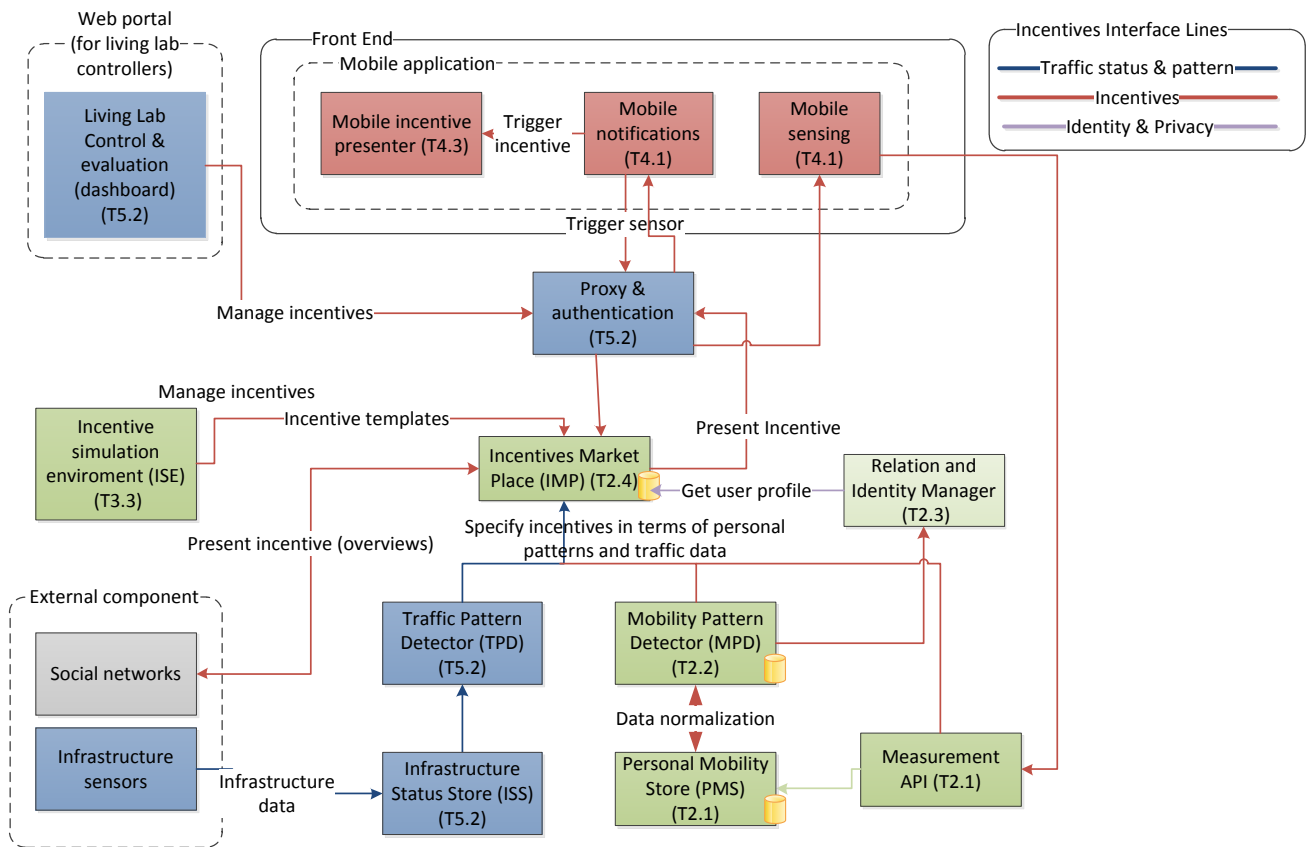 Web portal
(for living lab
controllers)
Living Lab
Control &
evaluation
(dashboard)
(T5.2)
Front End
Mobile application
Mobile incentive
presenter (T4.3)
Trigger
incentive
Mobile
notifications
(T4.1)
Mobile
sensing
(T4.1)
Incentives Interface Lines
Traffic status & pattern
Incentives
Identity & Privacy
Trigger sensor
Proxy &
authentication
(T5.2)
Manage incentives
Manage incentives
Incentive templates
Incentive
simulation
enviroment (ISE)
(T3.3)
Incentives Market
Place (IMP) (T2.4)
Present Incentive
Get user profile
Relation and
Identity Manager
(T2.3)
Specify incentives in terms of personal
patterns and traffic data
Present incentive (overviews)
External component
Social networks
Infrastructure
sensors
Infrastructure
data
Traffic Pattern
Detector (TPD)
(T5.2)
Infrastructure
Status Store (ISS)
(T5.2)
Mobility Pattern
Detector (MPD)
(T2.2)
Data normalization
Personal Mobility
Store (PMS)
(T2.1)
Measurement
API (T2.1)